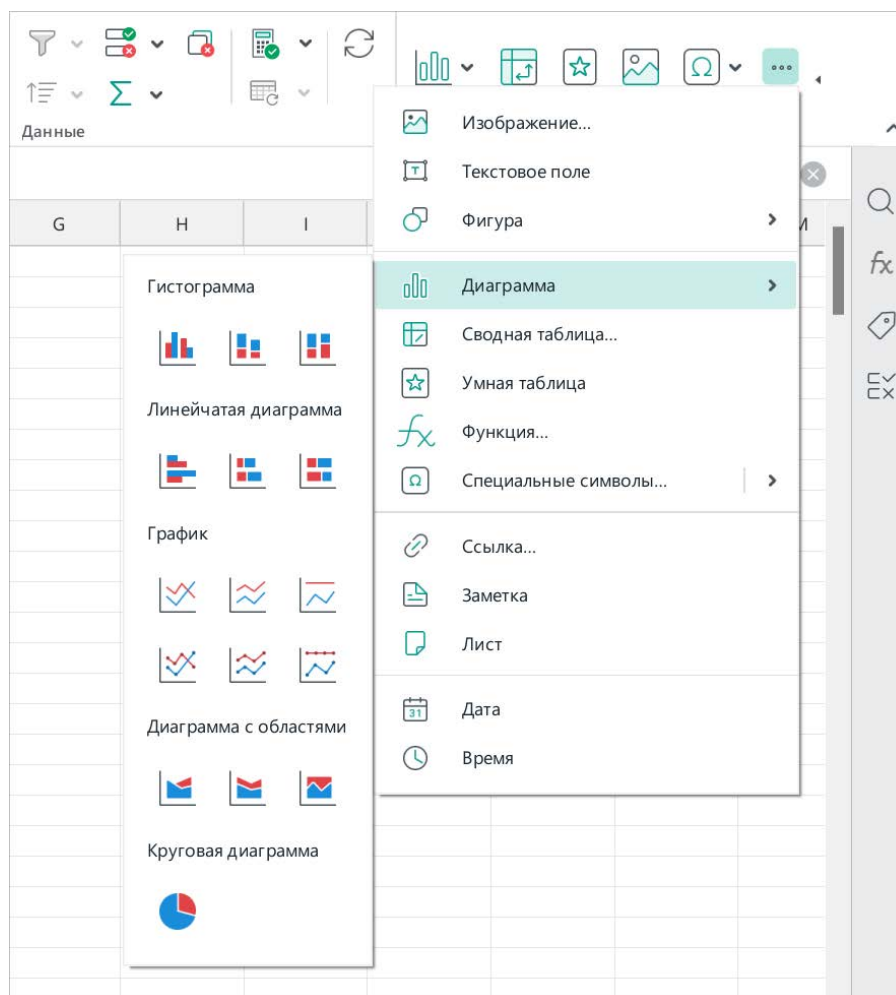 Данные
G
H
I
M
Изображение...
Текстовое поле
Фигура
Диаграмма
Сводная таблица...
Умная таблица
Функция...
Специальные символы...
Ссылка...
Заметка
Лист
Дата
Время
Гистограмма
Линейчатая диаграмма
График
Диаграмма с областями
Круговая диаграмма